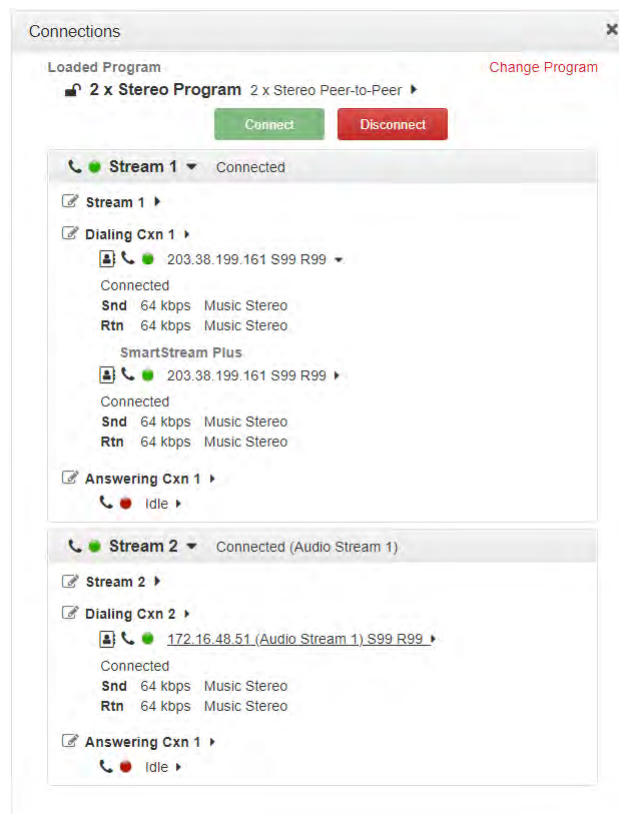 Connections
Loaded Program Change Program
2 x Stereo Program 2 x Stereo Peer-to-Peer
Connect Disconnect
Stream 1 Connected
Stream 1
Dialing Cxn 1
203.38.199.161 S99 R99
Connected
Snd 64 kbps Music Stereo
Rtn 64 kbps Music Stereo
SmartStream Plus
203.38.199.161 S99 R99
Connected
Snd 64 kbps Music Stereo
Rtn 64 kbps Music Stereo
Answering Cxn 1
Idle
Stream 2 Connected (Audio Stream 1)
Stream 2
Dialing Cxn 2
172.16.48.51 (Audio Stream 1) S99 R99
Connected
Snd 64 kbps Music Stereo
Rtn 64 kbps Music Stereo
Answering Cxn 1
Idle